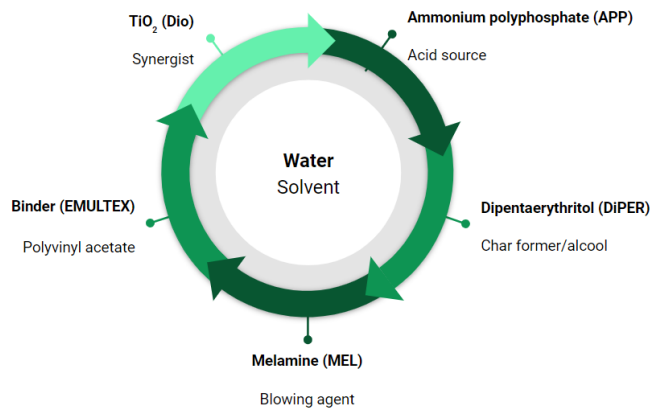 TiO₂ (Dio)
Synergist
Ammonium polyphosphate (APP)
Acid source
Water
Solvent
Binder (EMULTEX)
Polyvinyl acetate
Dipentaerythritol (DiPER)
Char former/alcool
Melamine (MEL)
Blowing agent